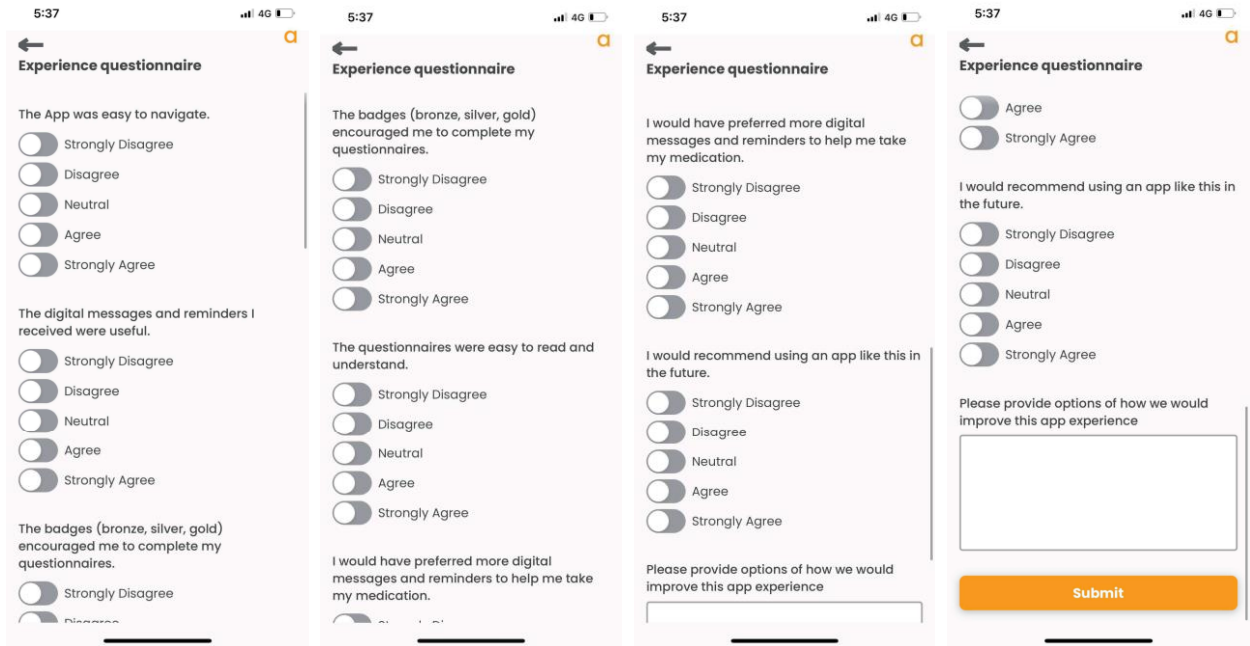 5:37
4G
a
Experience questionnaire
The App was easy to navigate.
Strongly Disagree
Disagree
Neutral
Agree
Strongly Agree
The digital messages and reminders I
received were useful.
Strongly Disagree
Disagree
Neutral
Agree
Strongly Agree
The badges (bronze, silver, gold)
encouraged me to complete my
questionnaires.
Strongly Disagree
Disagree
5:37
4G
a
Experience questionnaire
The badges (bronze, silver, gold)
encouraged me to complete my
questionnaires.
Strongly Disagree
Disagree
Neutral
Agree
Strongly Agree
The questionnaires were easy to read and
understand.
Strongly Disagree
Disagree
Neutral
Agree
Strongly Agree
I would have preferred more digital
messages and reminders to help me take
my medication.
5:37
4G
a
Experience questionnaire
I would have preferred more digital
messages and reminders to help me take
my medication.
Strongly Disagree
Disagree
Neutral
Agree
Strongly Agree
I would recommend using an app like this in
the future.
Strongly Disagree
Disagree
Neutral
Agree
Strongly Agree
Please provide options of how we would
improve this app experience
5:37
4G
a
Experience questionnaire
Agree
Strongly Agree
I would recommend using an app like this in
the future.
Strongly Disagree
Disagree
Neutral
Agree
Strongly Agree
Please provide options of how we would
improve this app experience
Submit